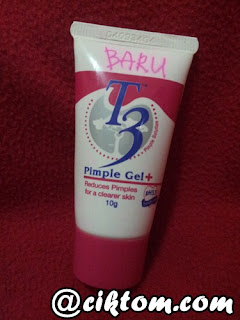 BARU
T3
Pimple Gel+
Reduces Pimples
for a clearer skin
10g
@ciktom.com